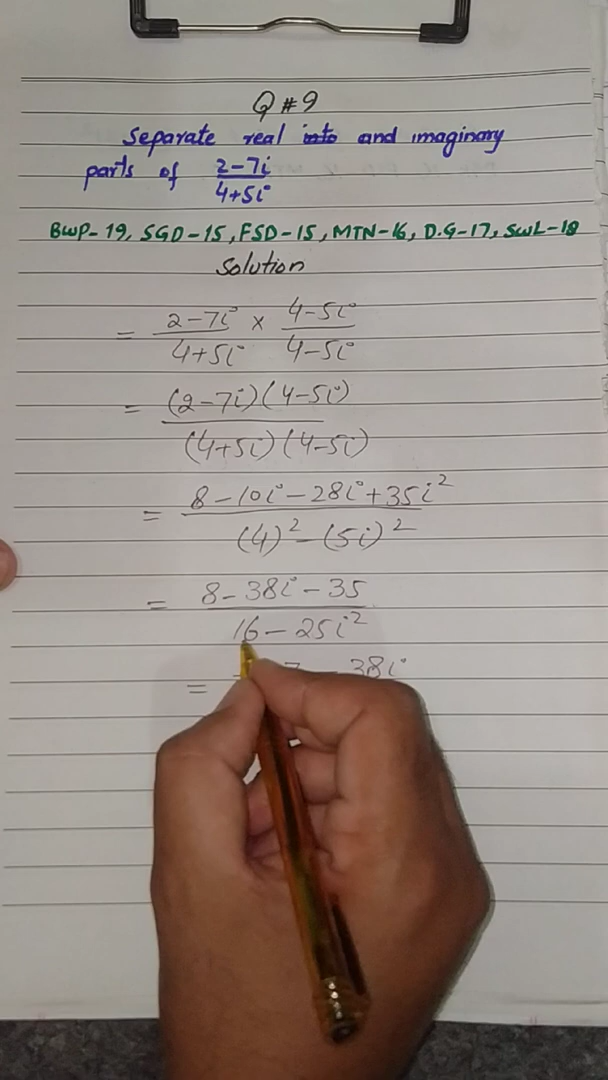 Q # 9
Separate real into and imaginary
parts of 2-7i / 4+5i
BWP-19, SGD-15, FSD-15, MTN-16, D.G-17, SWL-18
Solution
= 2-7i / 4+5i × 4-5i / 4-5i
= (2-7i)(4-5i) / (4+5i)(4-5i)
= 8-10i-28i+35i² / (4)²-(5i)²
= 8-38i-35 / 16-25i²
= 38i